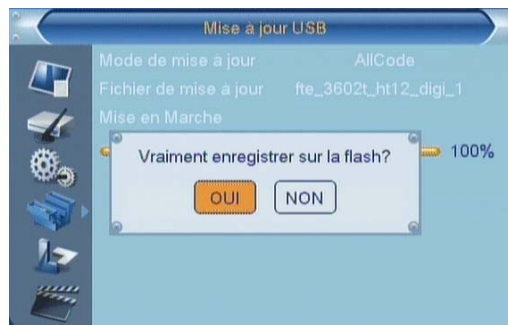 Mise à jour USB
Mode de mise à jour AllCode
Fichier de mise à jour fte_3602t_ht12_digi_1
Mise en Marche
100%
Vraiment enregistrer sur la flash?
OUI NON